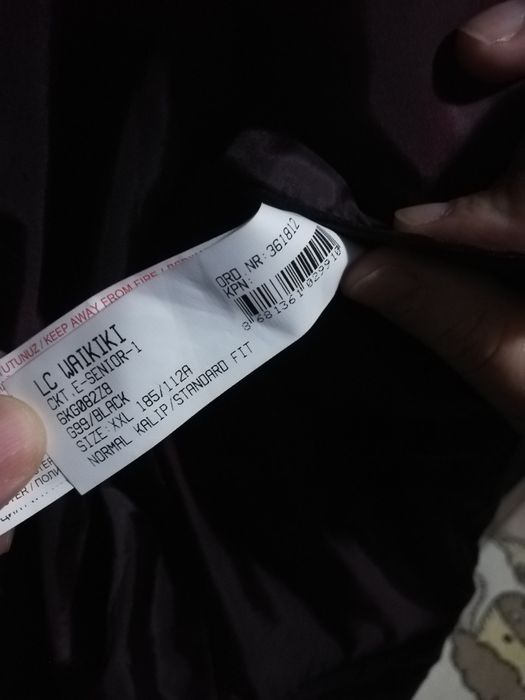 UTUNUZ / KEEP AWAY FROM FIRE /
LC WAIKIKI
CKT.E-SENIOR-1
6KG082Z8
G99/BLACK
SIZE:XXL 185/112A
NORMAL KALIP/STANDARD FIT
ORD NR:361812
KPN:
8681361029910